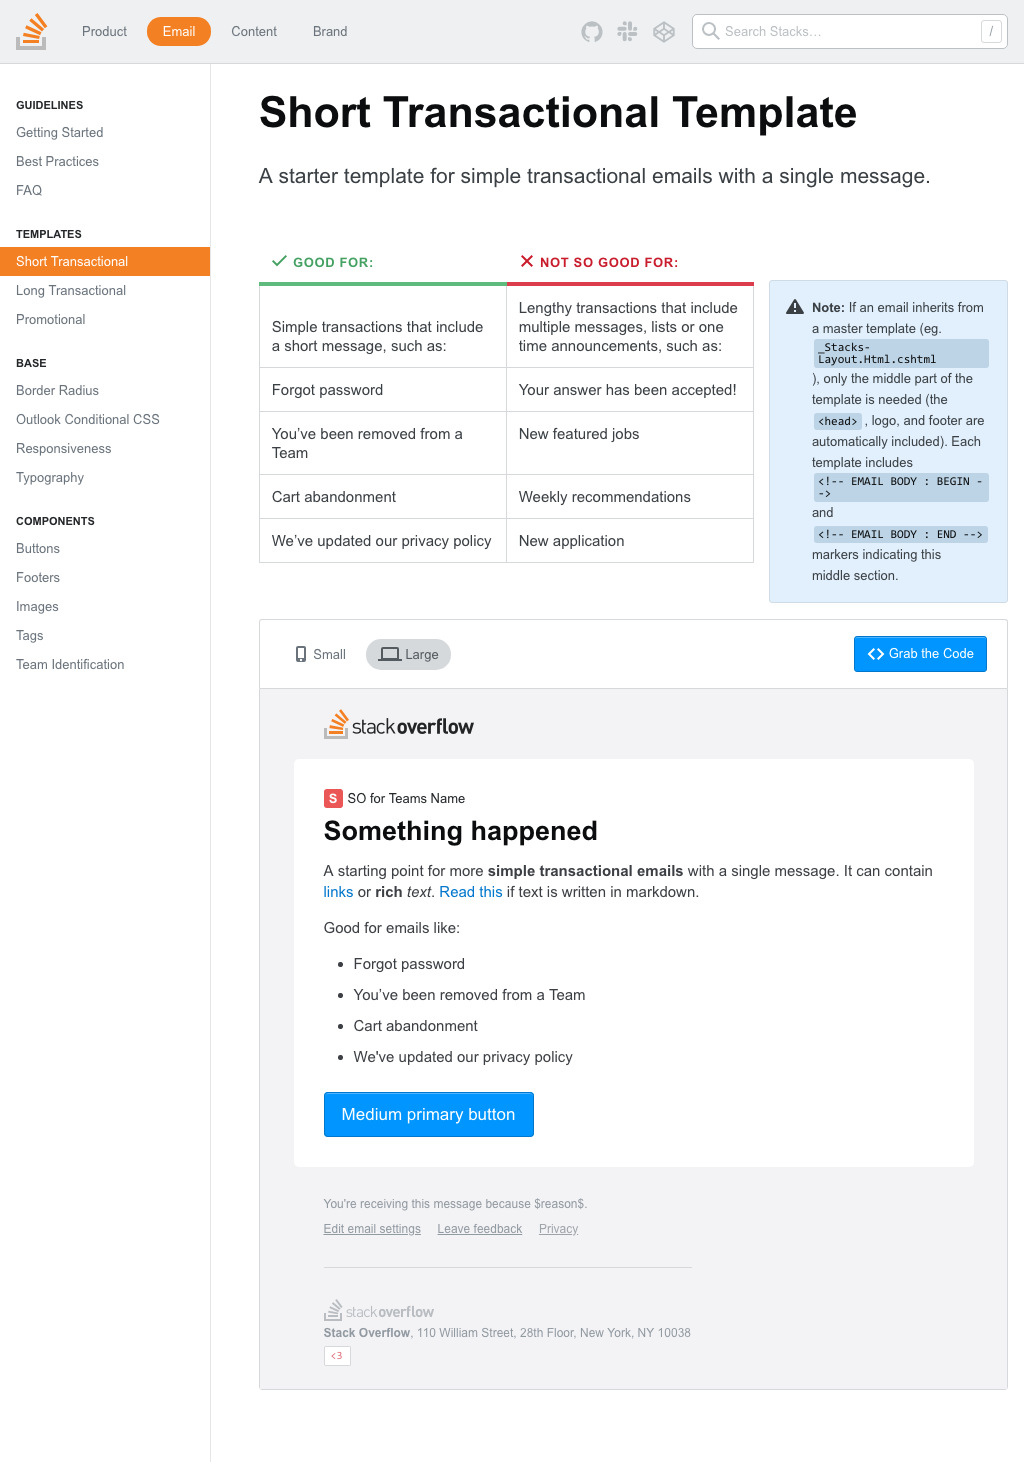 Product
Email
Content
Brand
Search Stacks...
/
GUIDELINES
Getting Started
Best Practices
FAQ
TEMPLATES
Short Transactional
Long Transactional
Promotional
BASE
Border Radius
Outlook Conditional CSS
Responsiveness
Typography
COMPONENTS
Buttons
Footers
Images
Tags
Team Identification
Short Transactional Template
A starter template for simple transactional emails with a single message.
GOOD FOR:
NOT SO GOOD FOR:
Simple transactions that include
a short message, such as:
Lengthy transactions that include
multiple messages, lists or one
time announcements, such as:
Forgot password
Your answer has been accepted!
You’ve been removed from a
Team
New featured jobs
Cart abandonment
Weekly recommendations
We’ve updated our privacy policy
New application
Note: If an email inherits from
a master template (eg.
_Stacks-
Layout.Html.cshtml
), only the middle part of the
template is needed (the
<head> , logo, and footer are
automatically included). Each
template includes
<!-- EMAIL BODY : BEGIN -
->
and
<!-- EMAIL BODY : END -->
markers indicating this
middle section.
Small
Large
Grab the Code
stackoverflow
S SO for Teams Name
Something happened
A starting point for more simple transactional emails with a single message. It can contain
links or rich text. Read this if text is written in markdown.
Good for emails like:
Forgot password
You’ve been removed from a Team
Cart abandonment
We've updated our privacy policy
Medium primary button
You're receiving this message because $reason$.
Edit email settings Leave feedback Privacy
stackoverflow
Stack Overflow, 110 William Street, 28th Floor, New York, NY 10038
<3